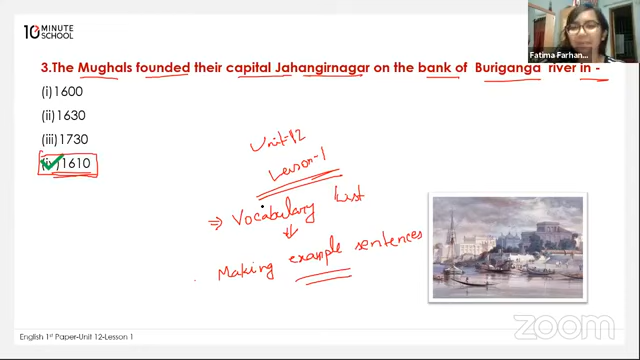 10 MINUTE
SCHOOL
Fatima Farhan...
3.The Mughals founded their capital Jahangirnagar on the bank of Buriganga river in -
(i)1600
(ii)1630
(iii)1730
(iv)1610
Unit-12
Lesson-1
⇒ Vocabulary List
Making example sentences
English 1st Paper-Unit 12-Lesson 1
zoom